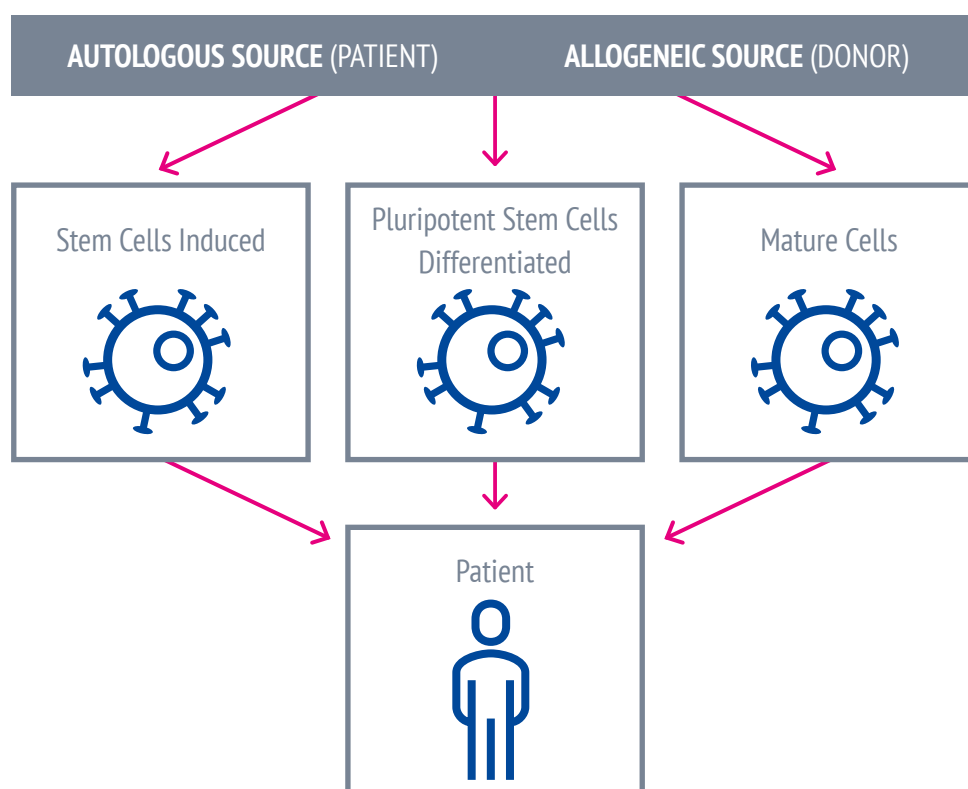 AUTOLOGOUS SOURCE (PATIENT)
ALLOGENEIC SOURCE (DONOR)
Stem Cells Induced
Pluripotent Stem Cells
Differentiated
Mature Cells
Patient